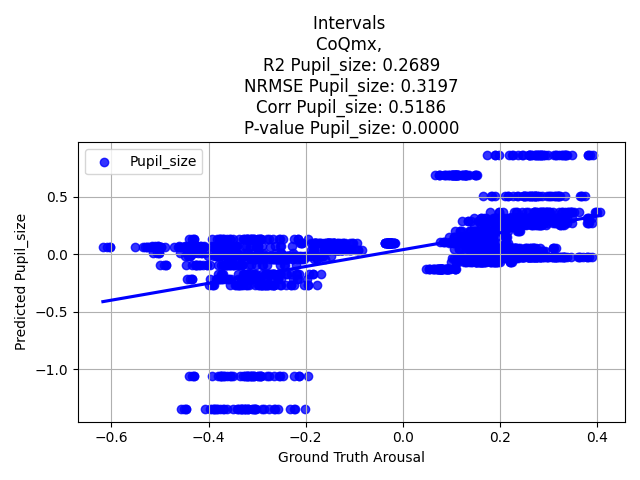 Intervals
CoQmx,
R2 Pupil_size: 0.2689
NRMSE Pupil_size: 0.3197
Corr Pupil_size: 0.5186
P-value Pupil_size: 0.0000
Pupil_size
0.5
0.0
−0.5
−1.0
Predicted Pupil_size
−0.6 −0.4 −0.2 0.0 0.2 0.4
Ground Truth Arousal